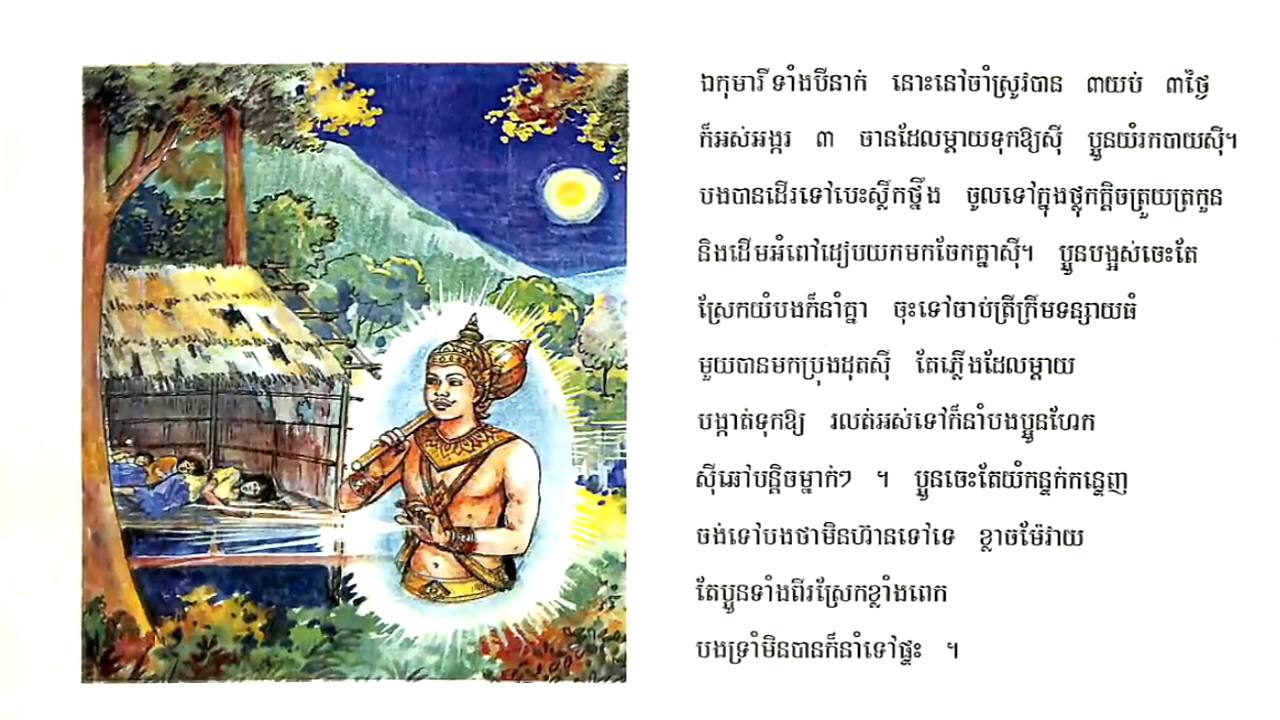 ឯកុមារី ទាំងបីនាក់ នោះនៅចាំស្រូវបាន ៣យប់ ៣ថ្ងៃ
ក៏អស់អង្ករ ៣ ចានដែលម្ដាយទុកឱ្យស៊ី ប្អូនយំរកបាយស៊ី។
បងបានដើរទៅបេះស្លឹកថ្នឹង ចូលទៅក្នុងថ្លុកក្ដិចត្រួយត្រកួន
និងដើមអំពៅដៀបយកមកចែកគ្នាស៊ី។ ប្អូនបង្អស់ចេះតែ
ស្រែកយំបងក៏នាំគ្នា ចុះទៅចាប់ត្រីក្រឹមទន្សាយធំ
មួយបានមកប្រុងដុតស៊ី តែភ្លើងដែលម្ដាយ
បង្កាត់ទុកឱ្យ រលត់អស់ទៅក៏នាំបងប្អូនហែក
ស៊ីឆៅបន្តិចម្នាក់ៗ ។ ប្អូនចេះតែយំកន្ទក់កន្ទេញ
ចង់ទៅបងថាមិនហ៊ានទៅទេ ខ្លាចម៉ែវាយ
តែប្អូនទាំងពីរស្រែកខ្លាំងពេក
បងទ្រាំមិនបានក៏នាំទៅផ្ទះ ។